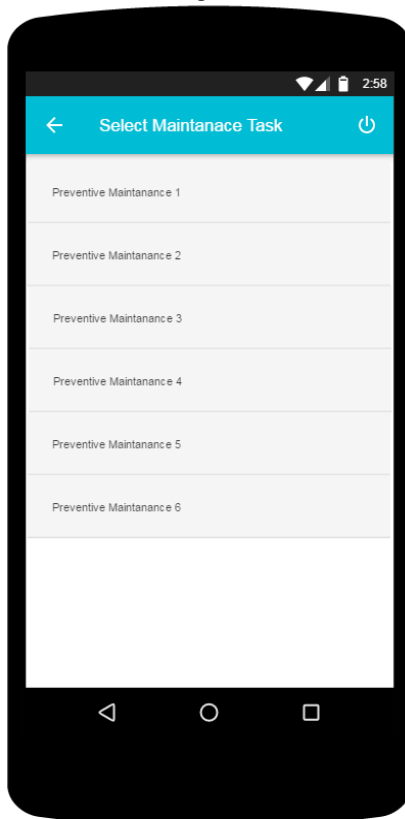 2:58
Select Maintanace Task
Preventive Maintanance 1
Preventive Maintanance 2
Preventive Maintanance 3
Preventive Maintanance 4
Preventive Maintanance 5
Preventive Maintanance 6